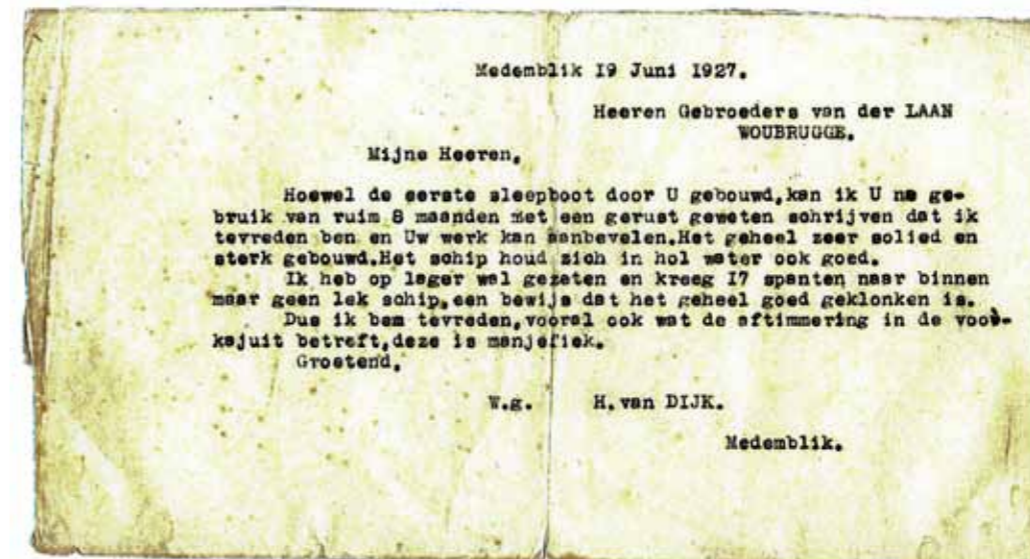 Medemblik I9 Juni 1927.
Heeren Gebroeders van der LAAN
WOUBRUGGE.
Mijne Heeren,
Hoewel de eerste sleepboot door U gebouwd,kan ik U na ge-
bruik van ruim 8 maanden met een gerust geweten schrijven dat ik
tevreden ben en Uw werk kan aanbevelen.Het geheel zeer solied en
sterk gebouwd.Het schip houd zich in hol water ook goed.
Ik heb op lager wal gezeten en kreeg I7 spanten naar binnen
maar geen lek schip,een bewijs dat het geheel goed geklonken is.
Dus ik bem tevreden,vooral ook wat de aftimmering in de voor-
kajuit betreft,deze is manjefiek.
Groetend,
W.g. H.van DIJK.
Medemblik.